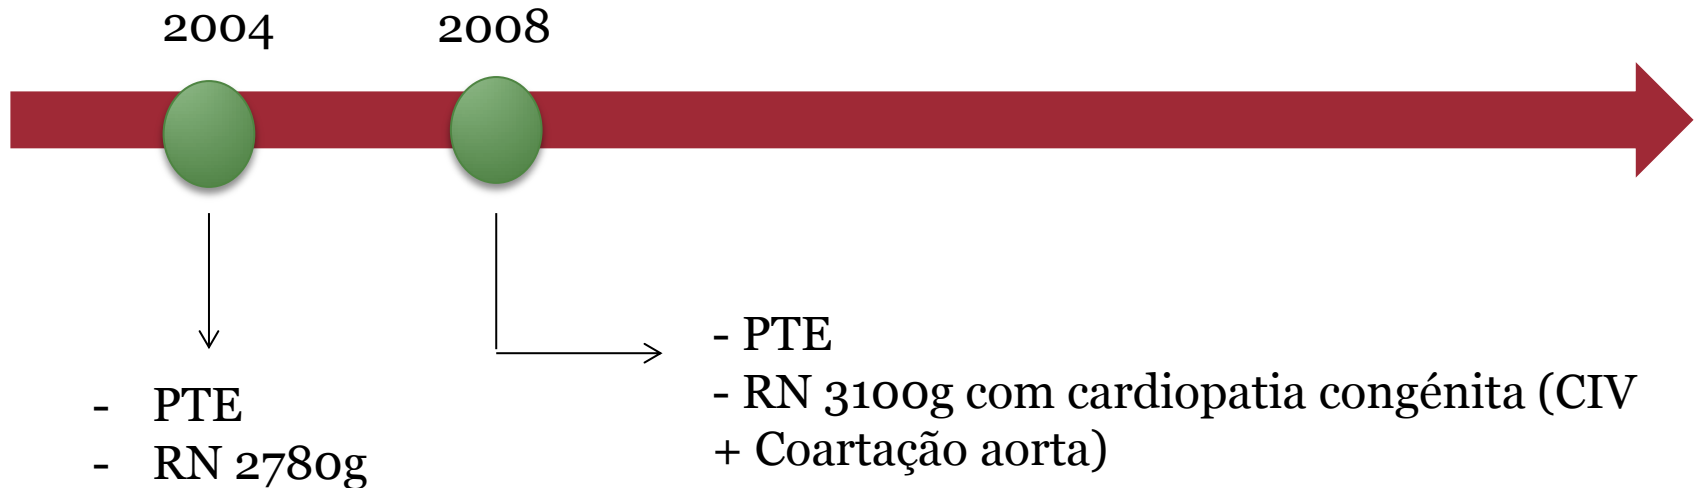 2004
2008
- PTE
- RN 2780g
- PTE
- RN 3100g com cardiopatia congénita (CIV
+ Coartação aorta)